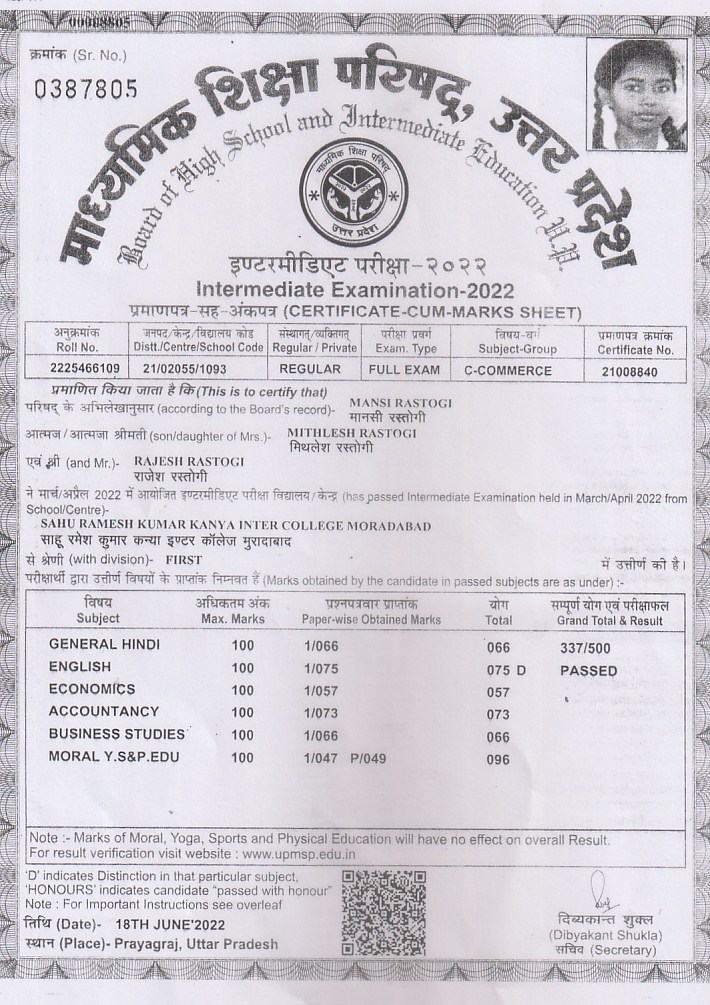 00088805
क्रमांक (Sr. No.)
0387805
माध्यमिक शिक्षा परिषद्, उत्तर प्रदेश
Board of High School and Intermediate Education U.P.
माध्यमिक शिक्षा परिषद
उत्तर प्रदेश
इण्टरमीडिएट परीक्षा-२०२२
Intermediate Examination-2022
प्रमाणपत्र-सह-अंकपत्र (CERTIFICATE-CUM-MARKS SHEET)
अनुक्रमांक जनपद/केन्द्र/विद्यालय कोड संस्थागत्/व्यक्तिगत् परीक्षा प्रवर्ग विषय-वर्ग प्रमाणपत्र क्रमांक
Roll No. Distt./Centre/School Code Regular / Private Exam. Type Subject-Group Certificate No.
2225466109 21/02055/1093 REGULAR FULL EXAM C-COMMERCE 21008840
प्रमाणित किया जाता है कि (This is to certify that)
परिषद् के अभिलेखानुसार (according to the Board's record)- MANSI RASTOGI
मानसी रस्तोगी
आत्मज/आत्मजा श्रीमती (son/daughter of Mrs.)- MITHLESH RASTOGI
मिथलेश रस्तोगी
एवं श्री (and Mr.)- RAJESH RASTOGI
राजेश रस्तोगी
ने मार्च/अप्रैल 2022 में आयोजित इण्टरमीडिएट परीक्षा विद्यालय/केन्द्र (has passed Intermediate Examination held in March/April 2022 from
School/Centre)-
SAHU RAMESH KUMAR KANYA INTER COLLEGE MORADABAD
साहू रमेश कुमार कन्या इण्टर कॉलेज मुरादाबाद
से श्रेणी (with division)- FIRST में उत्तीर्ण की है।
परीक्षार्थी द्वारा उत्तीर्ण विषयों के प्राप्तांक निम्नवत हैं (Marks obtained by the candidate in passed subjects are as under) :-
विषय अधिकतम अंक प्रश्नपत्रवार प्राप्तांक योग सम्पूर्ण योग एवं परीक्षाफल
Subject Max. Marks Paper-wise Obtained Marks Total Grand Total & Result
GENERAL HINDI 100 1/066 066 337/500
ENGLISH 100 1/075 075 D PASSED
ECONOMICS 100 1/057 057
ACCOUNTANCY 100 1/073 073
BUSINESS STUDIES 100 1/066 066
MORAL Y.S&P.EDU 100 1/047 P/049 096
Note :- Marks of Moral, Yoga, Sports and Physical Education will have no effect on overall Result.
For result verification visit website : www.upmsp.edu.in
'D' indicates Distinction in that particular subject,
'HONOURS' indicates candidate "passed with honour"
Note : For Important Instructions see overleaf
तिथि (Date)- 18TH JUNE'2022
स्थान (Place)- Prayagraj, Uttar Pradesh
दिब्यकान्त शुक्ल
(Dibyakant Shukla)
सचिव (Secretary)